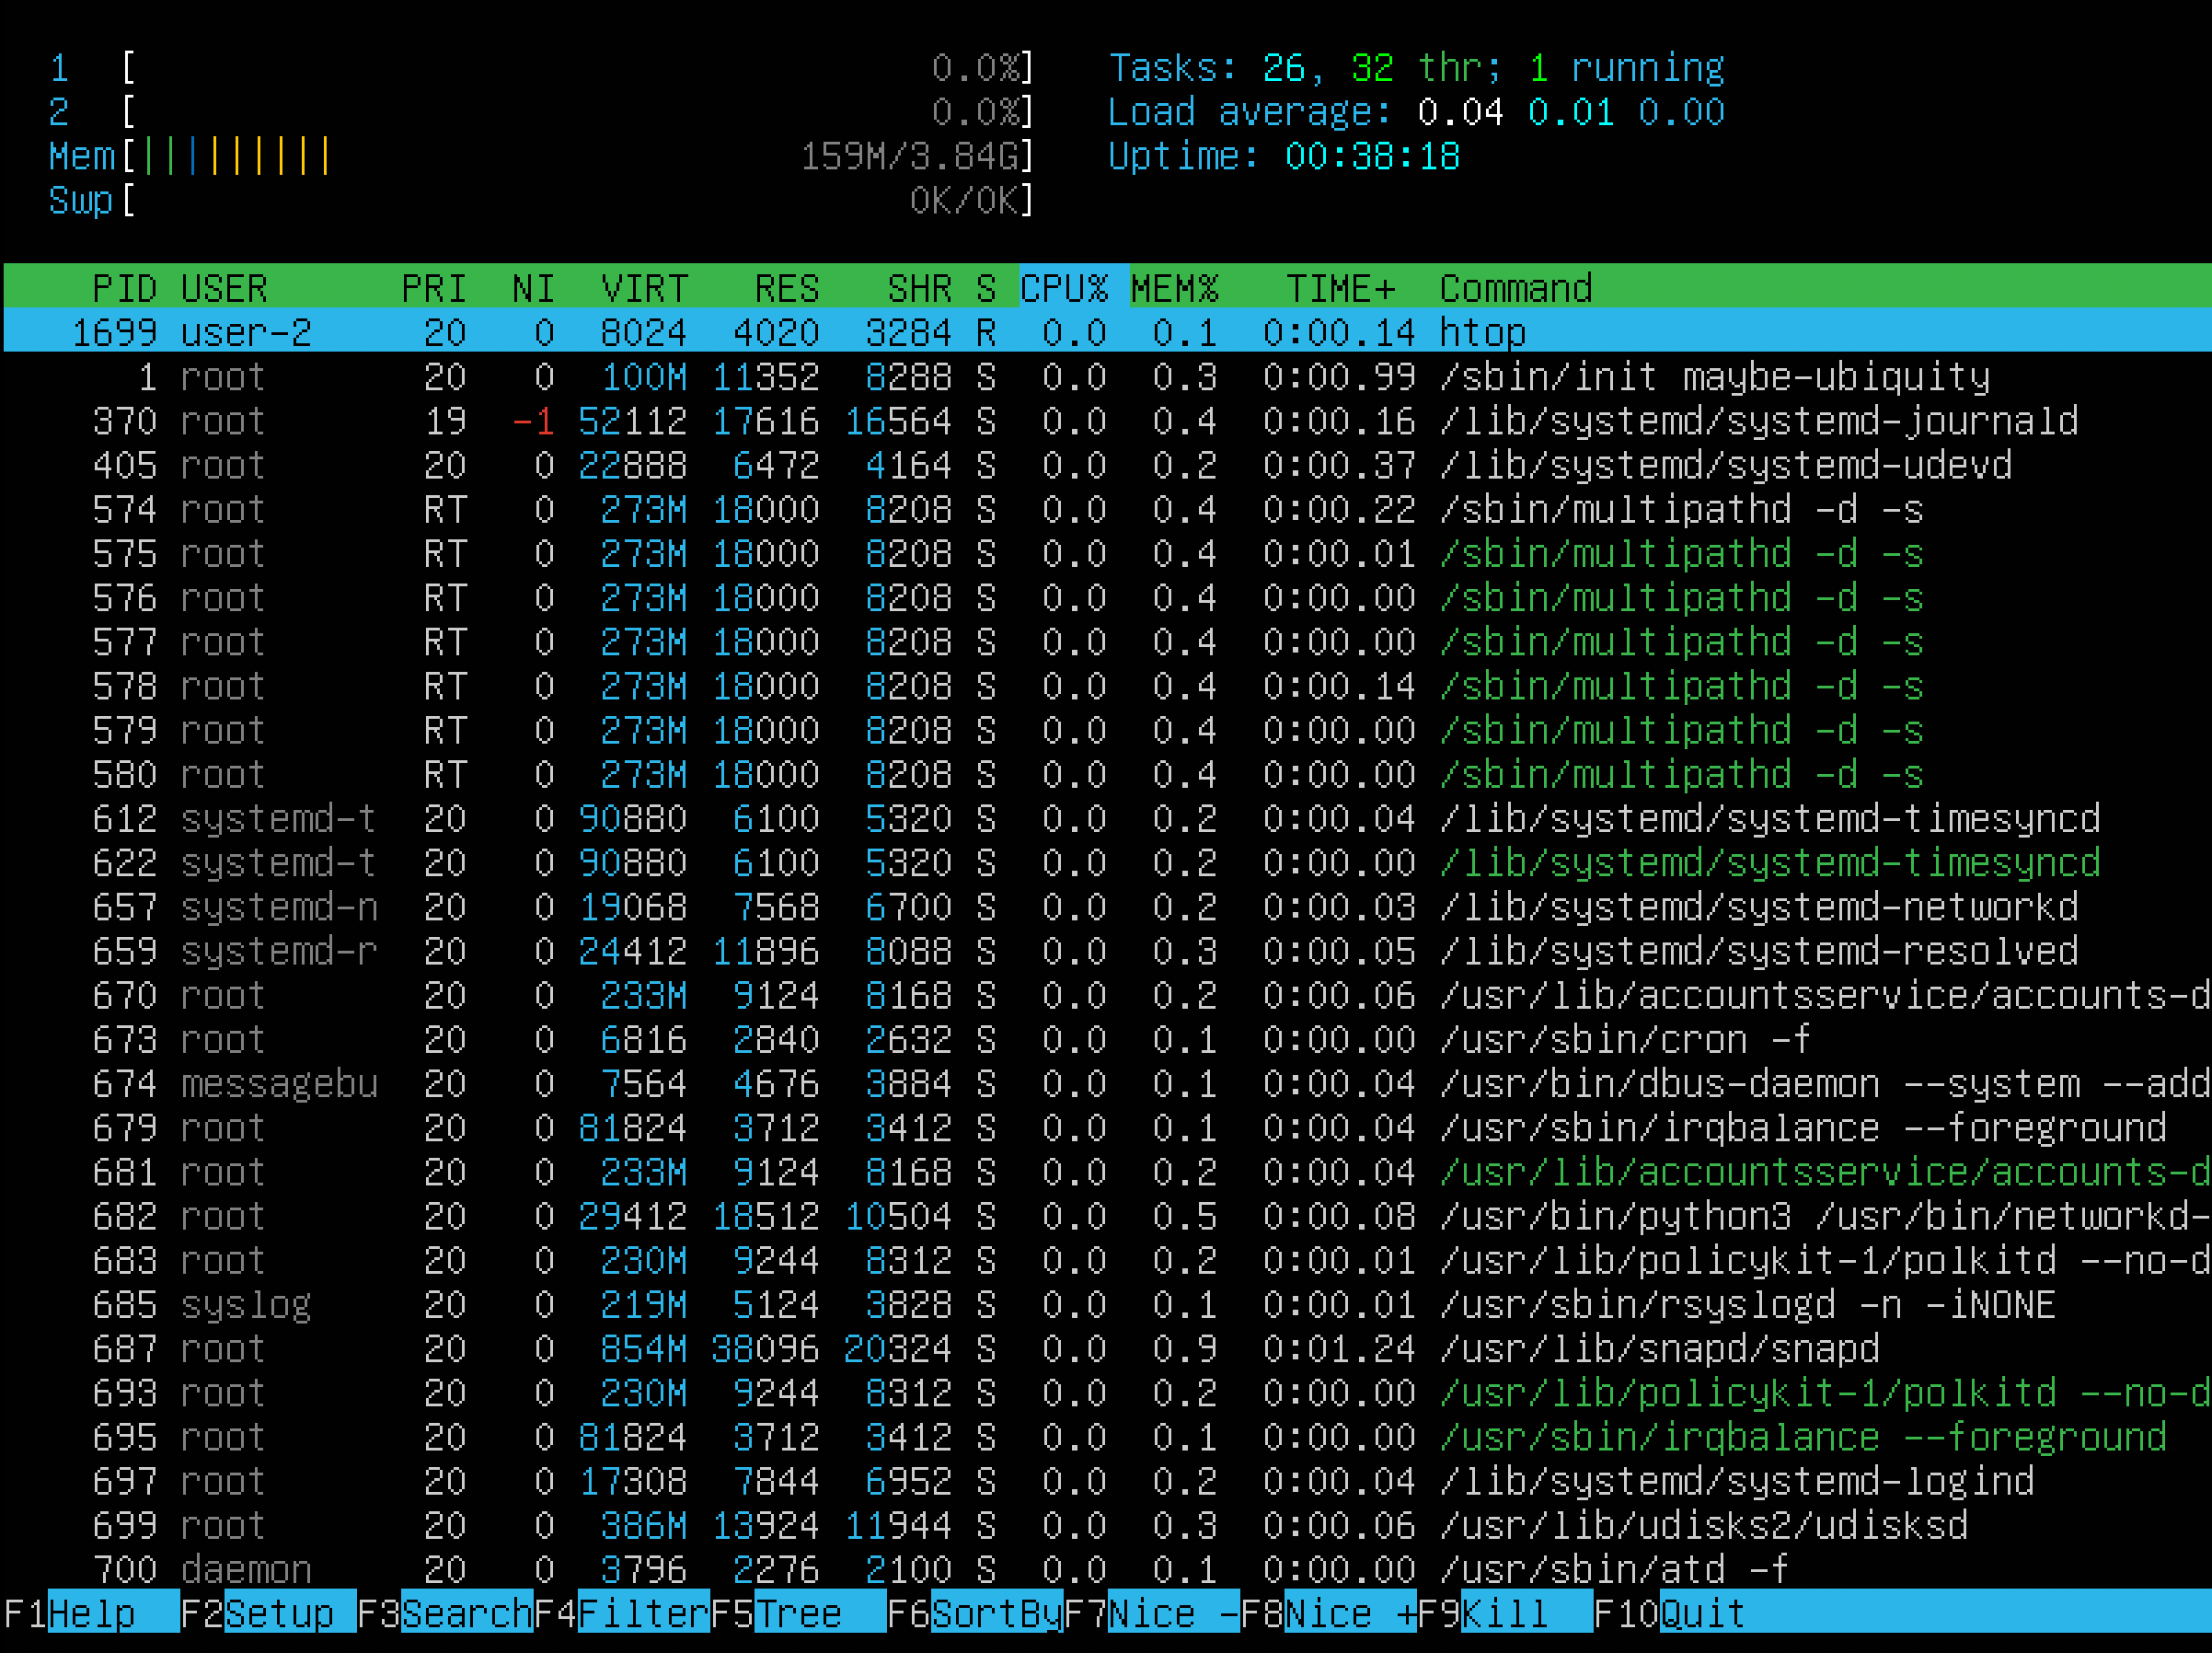 1 [ 0.0%] Tasks: 26, 32 thr; 1 running
2 [ 0.0%] Load average: 0.04 0.01 0.00
Mem[||||||||| 159M/3.84G] Uptime: 00:38:18
Swp[ 0K/0K]
PID USER PRI NI VIRT RES SHR S CPU% MEM% TIME+ Command
1699 user-2 20 0 8024 4020 3284 R 0.0 0.1 0:00.14 htop
1 root 20 0 100M 11352 8288 S 0.0 0.3 0:00.99 /sbin/init maybe-ubiquity
370 root 19 -1 52112 17616 16564 S 0.0 0.4 0:00.16 /lib/systemd/systemd-journald
405 root 20 0 22888 6472 4164 S 0.0 0.2 0:00.37 /lib/systemd/systemd-udevd
574 root RT 0 273M 18000 8208 S 0.0 0.4 0:00.22 /sbin/multipathd -d -s
575 root RT 0 273M 18000 8208 S 0.0 0.4 0:00.01 /sbin/multipathd -d -s
576 root RT 0 273M 18000 8208 S 0.0 0.4 0:00.00 /sbin/multipathd -d -s
577 root RT 0 273M 18000 8208 S 0.0 0.4 0:00.00 /sbin/multipathd -d -s
578 root RT 0 273M 18000 8208 S 0.0 0.4 0:00.14 /sbin/multipathd -d -s
579 root RT 0 273M 18000 8208 S 0.0 0.4 0:00.00 /sbin/multipathd -d -s
580 root RT 0 273M 18000 8208 S 0.0 0.4 0:00.00 /sbin/multipathd -d -s
612 systemd-t 20 0 90880 6100 5320 S 0.0 0.2 0:00.04 /lib/systemd/systemd-timesyncd
622 systemd-t 20 0 90880 6100 5320 S 0.0 0.2 0:00.00 /lib/systemd/systemd-timesyncd
657 systemd-n 20 0 19068 7568 6700 S 0.0 0.2 0:00.03 /lib/systemd/systemd-networkd
659 systemd-r 20 0 24412 11896 8088 S 0.0 0.3 0:00.05 /lib/systemd/systemd-resolved
670 root 20 0 233M 9124 8168 S 0.0 0.2 0:00.06 /usr/lib/accountsservice/accounts-d
673 root 20 0 6816 2840 2632 S 0.0 0.1 0:00.00 /usr/sbin/cron -f
674 messagebu 20 0 7564 4676 3884 S 0.0 0.1 0:00.04 /usr/bin/dbus-daemon --system --add
679 root 20 0 81824 3712 3412 S 0.0 0.1 0:00.04 /usr/sbin/irqbalance --foreground
681 root 20 0 233M 9124 8168 S 0.0 0.2 0:00.04 /usr/lib/accountsservice/accounts-d
682 root 20 0 29412 18512 10504 S 0.0 0.5 0:00.08 /usr/bin/python3 /usr/bin/networkd-
683 root 20 0 230M 9244 8312 S 0.0 0.2 0:00.01 /usr/lib/policykit-1/polkitd --no-d
685 syslog 20 0 219M 5124 3828 S 0.0 0.1 0:00.01 /usr/sbin/rsyslogd -n -iNONE
687 root 20 0 854M 38096 20324 S 0.0 0.9 0:01.24 /usr/lib/snapd/snapd
693 root 20 0 230M 9244 8312 S 0.0 0.2 0:00.00 /usr/lib/policykit-1/polkitd --no-d
695 root 20 0 81824 3712 3412 S 0.0 0.1 0:00.00 /usr/sbin/irqbalance --foreground
697 root 20 0 17308 7844 6952 S 0.0 0.2 0:00.04 /lib/systemd/systemd-logind
699 root 20 0 386M 13924 11944 S 0.0 0.3 0:00.06 /usr/lib/udisks2/udisksd
700 daemon 20 0 3796 2276 2100 S 0.0 0.1 0:00.00 /usr/sbin/atd -f
F1Help F2Setup F3SearchF4FilterF5Tree F6SortByF7Nice -F8Nice +F9Kill F10Quit